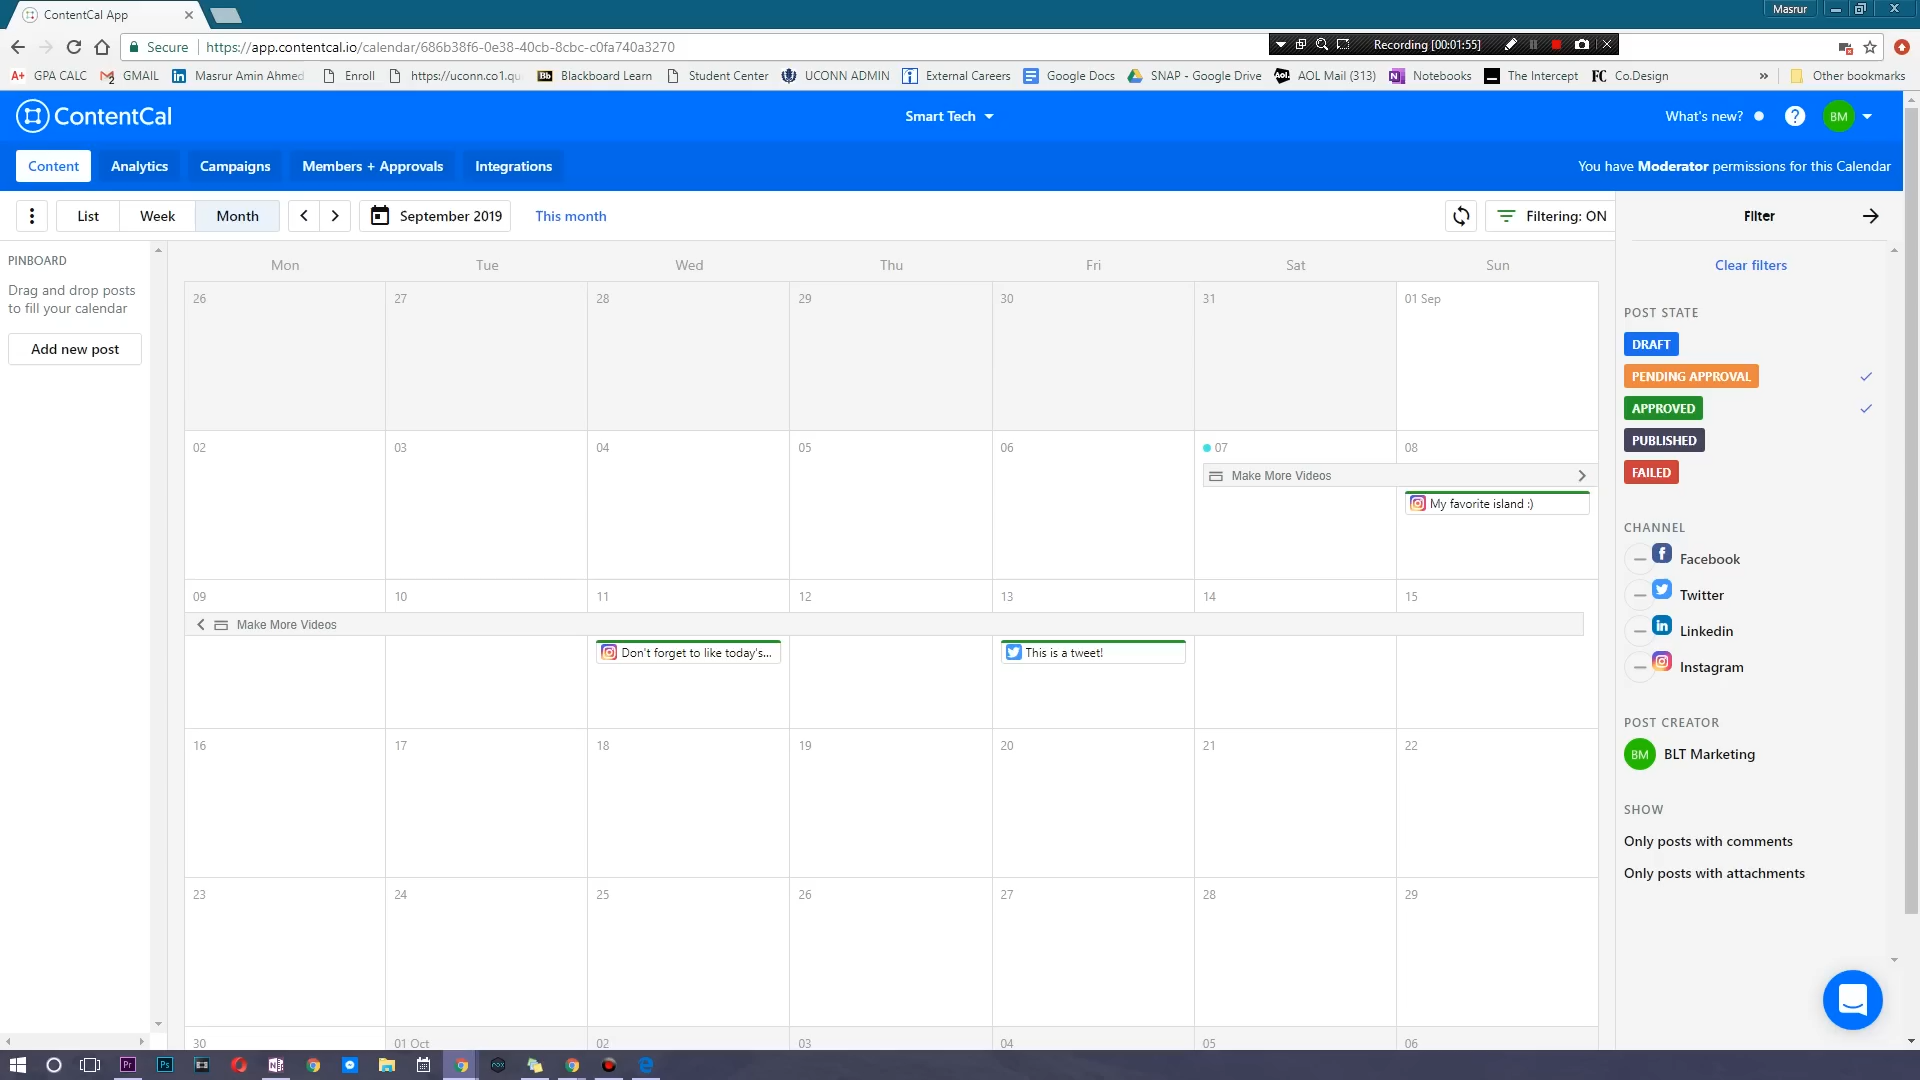 ContentCal App
Masrur
Secure
https://app.contentcal.io/calendar/686b38f6-0e38-40cb-8cbc-c0fa740a3270
Recording [00:01:55]
GPA CALC
GMAIL
Masrur Amin Ahmed
Enroll
https://uconn.co1.qu
Bb
Blackboard Learn
Student Center
UCONN ADMIN
External Careers
Google Docs
SNAP - Google Drive
AOL Mail (313)
Notebooks
The Intercept
FC
Co.Design
»
Other bookmarks
ContentCal
Smart Tech
What's new?
?
BM
Content
Analytics
Campaigns
Members + Approvals
Integrations
You have Moderator permissions for this Calendar
List
Week
Month
September 2019
This month
Filtering: ON
Filter
PINBOARD
Drag and drop posts
to fill your calendar
Add new post
Mon
Tue
Wed
Thu
Fri
Sat
Sun
26
27
28
29
30
31
01 Sep
02
03
04
05
06
07
08
Make More Videos
My favorite island :)
09
10
11
12
13
14
15
Make More Videos
Don't forget to like today's...
This is a tweet!
16
17
18
19
20
21
22
23
24
25
26
27
28
29
30
01 Oct
02
03
04
05
06
Clear filters
POST STATE
DRAFT
PENDING APPROVAL
APPROVED
PUBLISHED
FAILED
CHANNEL
Facebook
Twitter
Linkedin
Instagram
POST CREATOR
BM
BLT Marketing
SHOW
Only posts with comments
Only posts with attachments
Pr
Ps